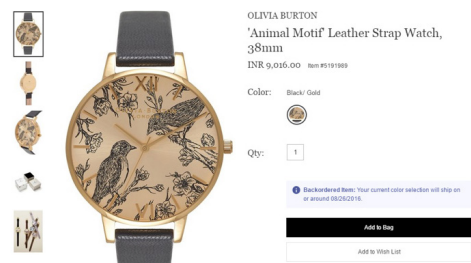 OLIVIA BURTON
'Animal Motif' Leather Strap Watch,
38mm
INR 9,016.00 Item #5191989
Color: Black/ Gold
Qty: 1
Backordered Item: Your current color selection will ship on
or around 08/26/2016.
Add to Bag
Add to Wish List